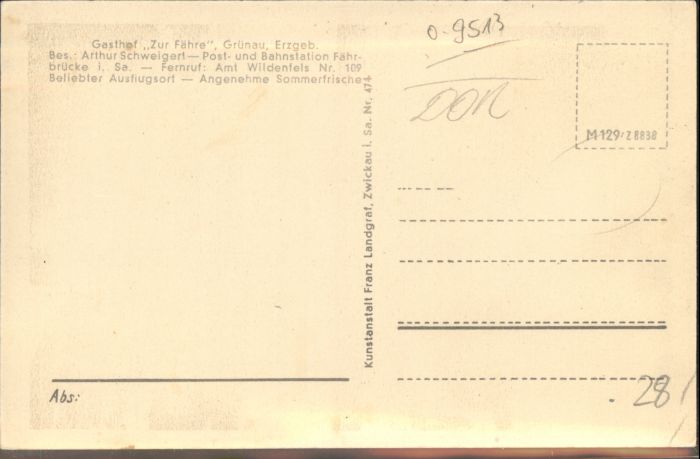 0-9513
Gasthof „Zur Fähre", Grünau, Erzgeb.
Bes.: Arthur Schweigert — Post- und Bahnstation Fähr-
brücke i. Sa. — Fernruf: Amt Wildenfels Nr. 109
Beliebter Ausflugsort — Angenehme Sommerfrische
DON
M 129/Z 8838
Kunstanstalt Franz Landgraf, Zwickau i. Sa. Nr. 474
Abs:
28